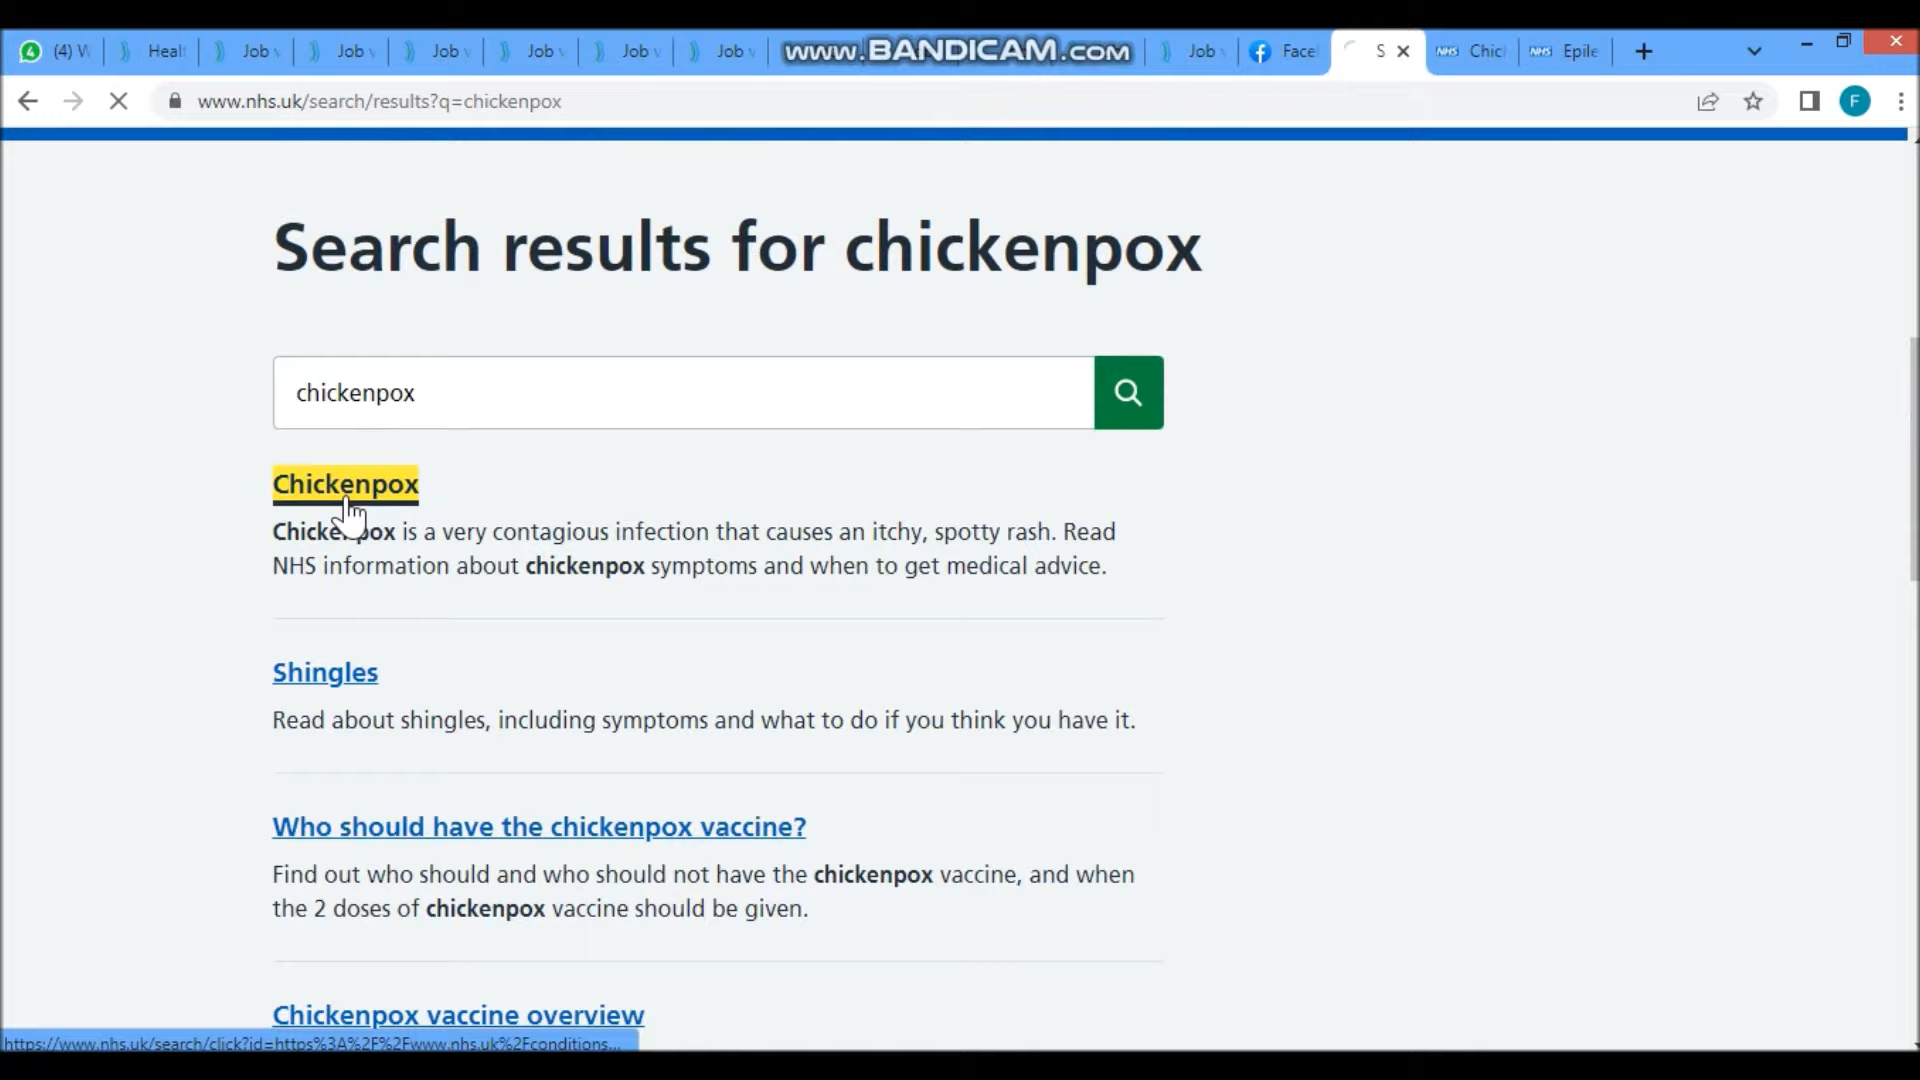 (4) W
Healt
Job v
Job v
Job v
Job v
Job v
Job v
www.BANDICAM.com
Job v
Face
S
NHS Chicl
NHS Epile
www.nhs.uk/search/results?q=chickenpox
F
Search results for chickenpox
chickenpox
Chickenpox
Chickenpox is a very contagious infection that causes an itchy, spotty rash. Read
NHS information about chickenpox symptoms and when to get medical advice.
Shingles
Read about shingles, including symptoms and what to do if you think you have it.
Who should have the chickenpox vaccine?
Find out who should and who should not have the chickenpox vaccine, and when
the 2 doses of chickenpox vaccine should be given.
Chickenpox vaccine overview
https://www.nhs.uk/search/click?id=https%3A%2F%2Fwww.nhs.uk%2Fconditions...